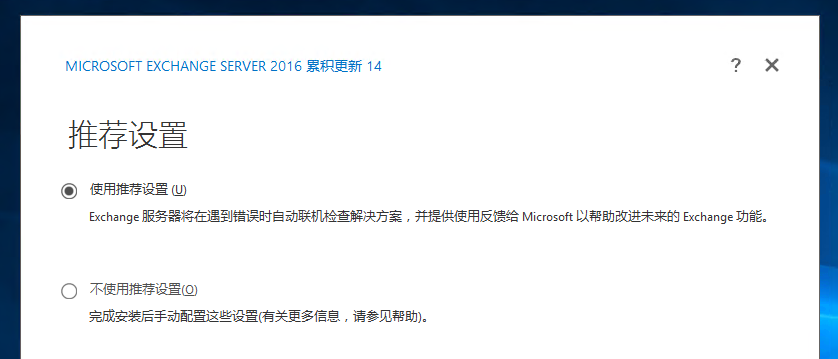 MICROSOFT EXCHANGE SERVER 2016 累积更新 14
?
推荐设置
使用推荐设置 (U)
Exchange 服务器将在遇到错误时自动联机检查解决方案，并提供使用反馈给 Microsoft 以帮助改进未来的 Exchange 功能。
不使用推荐设置(O)
完成安装后手动配置这些设置(有关更多信息，请参见帮助)。